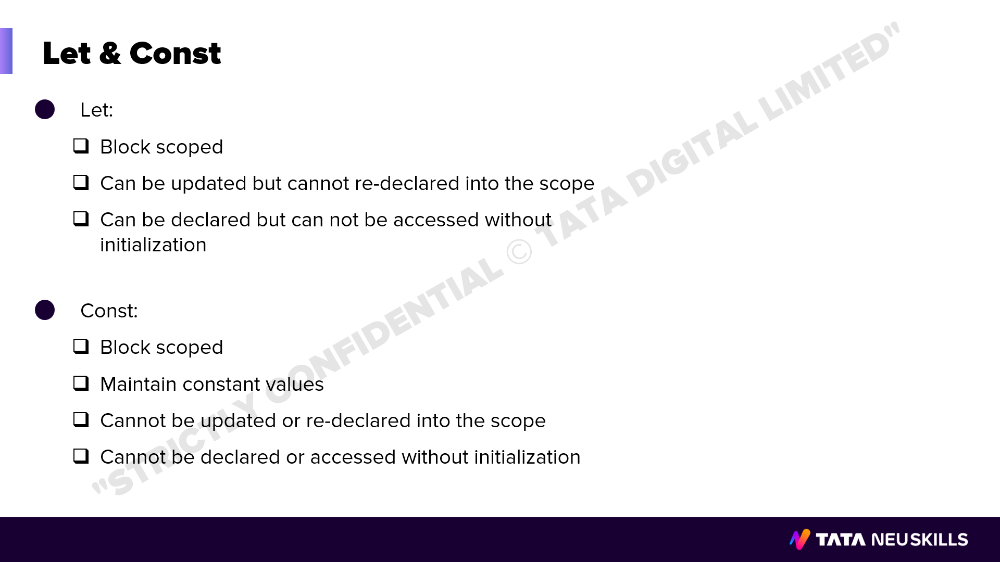 Let & Const
Let:
Block scoped
Can be updated but cannot re-declared into the scope
Can be declared but can not be accessed without
initialization
Const:
Block scoped
Maintain constant values
Cannot be updated or re-declared into the scope
Cannot be declared or accessed without initialization
"STRICTLY CONFIDENTIAL © TATA DIGITAL LIMITED"
TATA NEUSKILLS